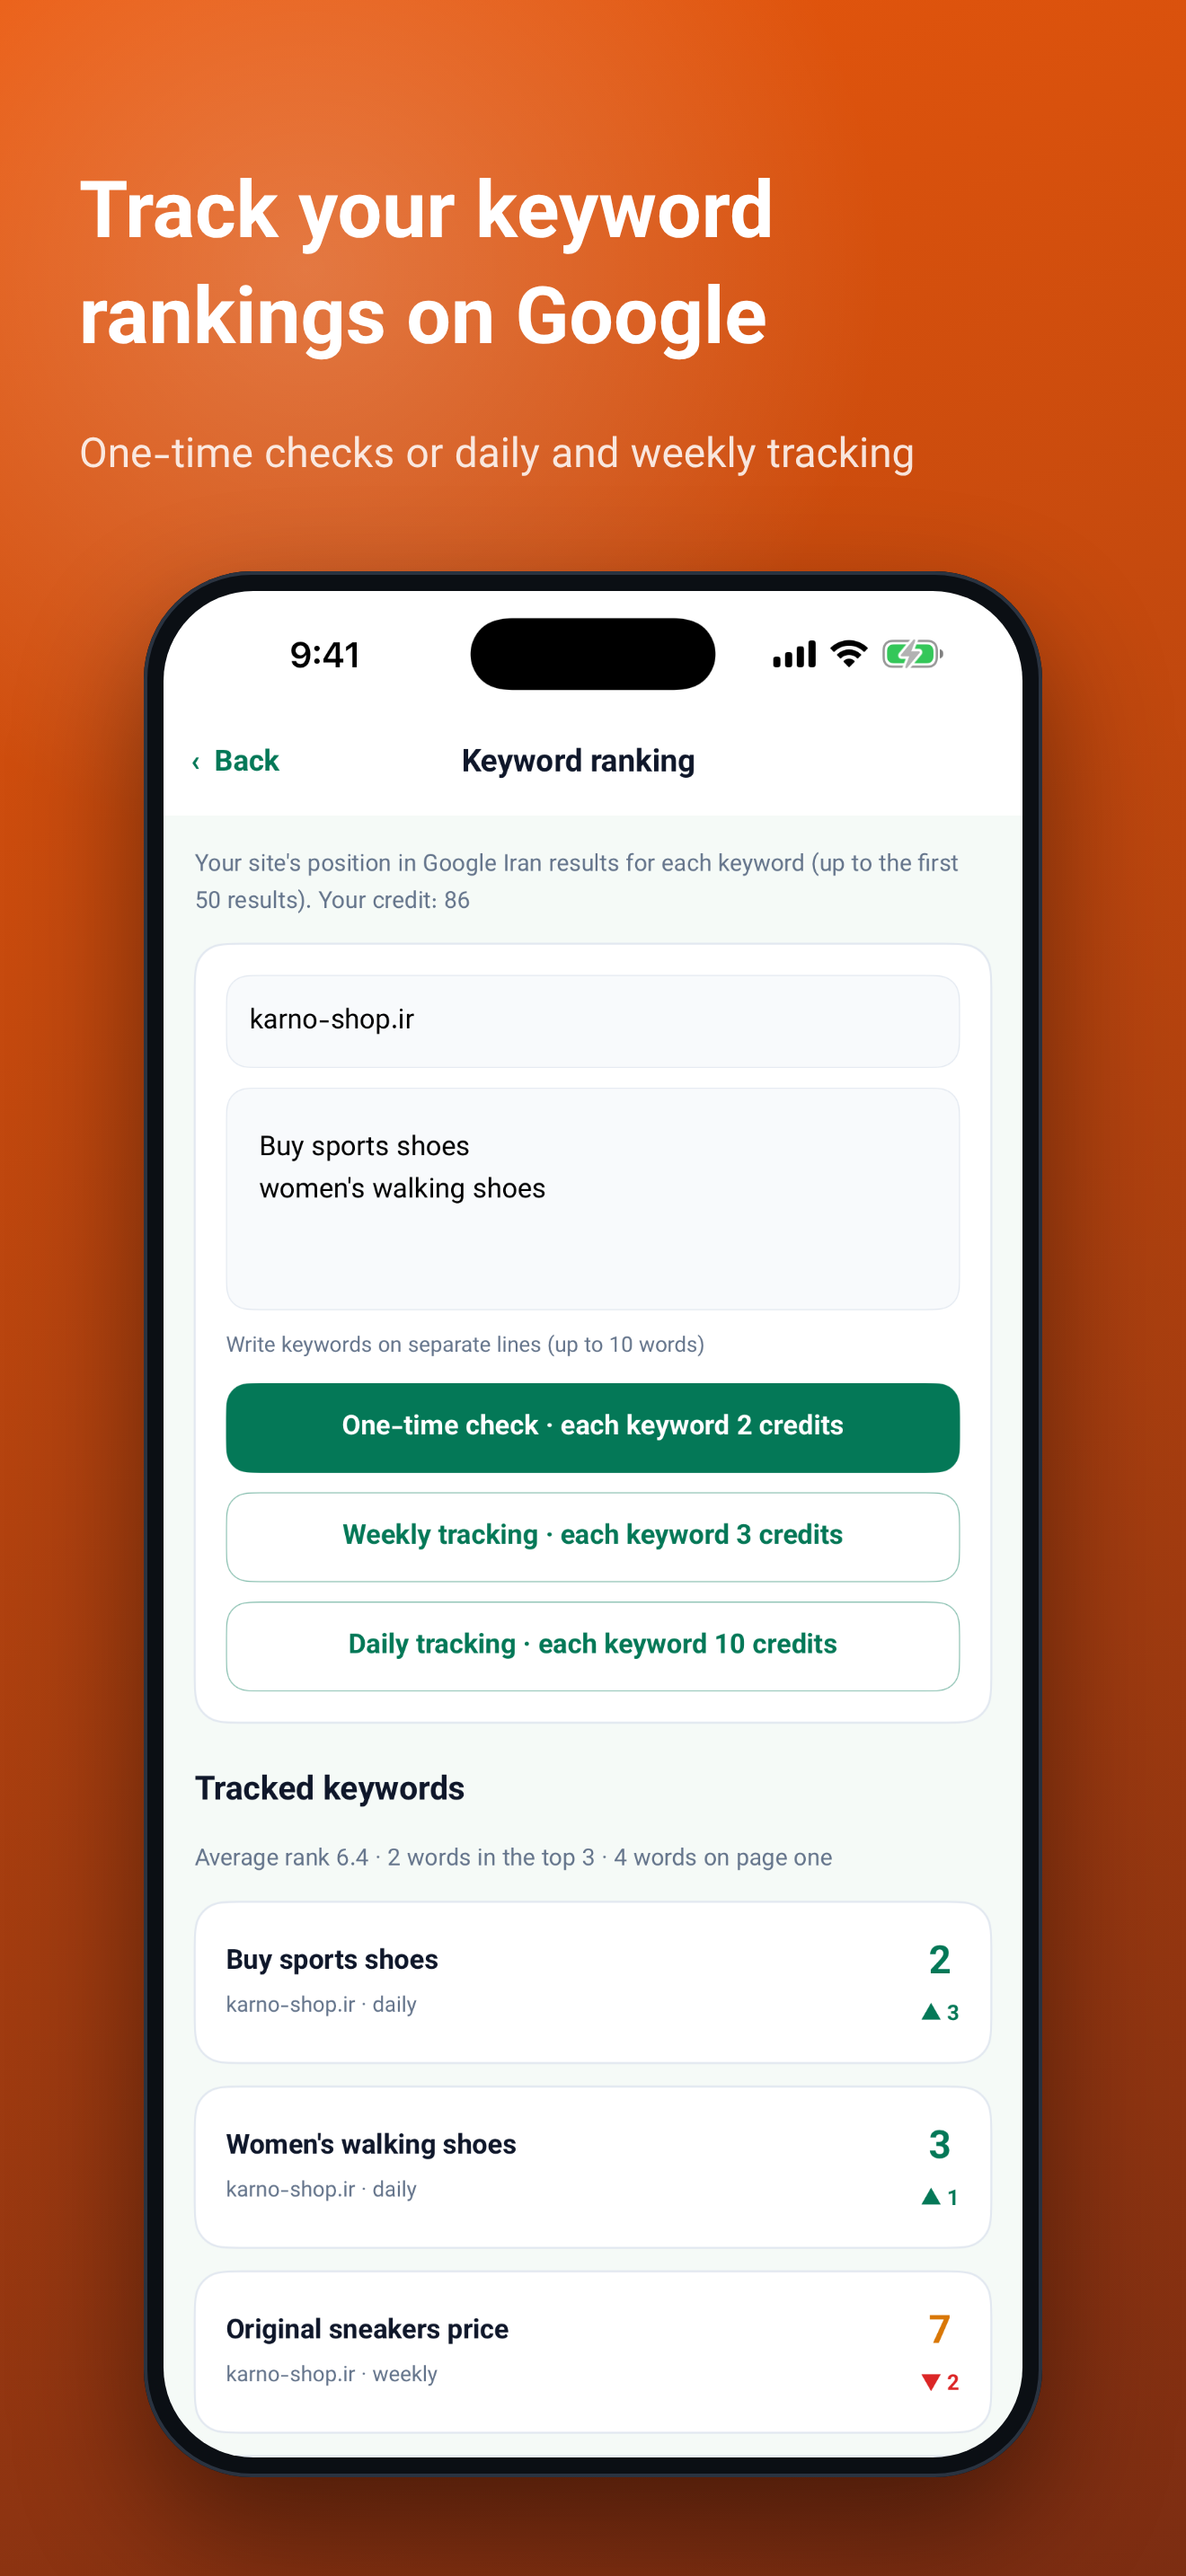 Track your keyword
rankings on Google
One-time checks or daily and weekly tracking
9:41
‹ Back
Keyword ranking
Your site's position in Google Iran results for each keyword (up to the first
50 results). Your credit: 86
karno-shop.ir
Buy sports shoes
women's walking shoes
Write keywords on separate lines (up to 10 words)
One-time check · each keyword 2 credits
Weekly tracking · each keyword 3 credits
Daily tracking · each keyword 10 credits
Tracked keywords
Average rank 6.4 · 2 words in the top 3 · 4 words on page one
Buy sports shoes
2
karno-shop.ir · daily
▲ 3
Women's walking shoes
3
karno-shop.ir · daily
▲ 1
Original sneakers price
7
karno-shop.ir · weekly
▼ 2